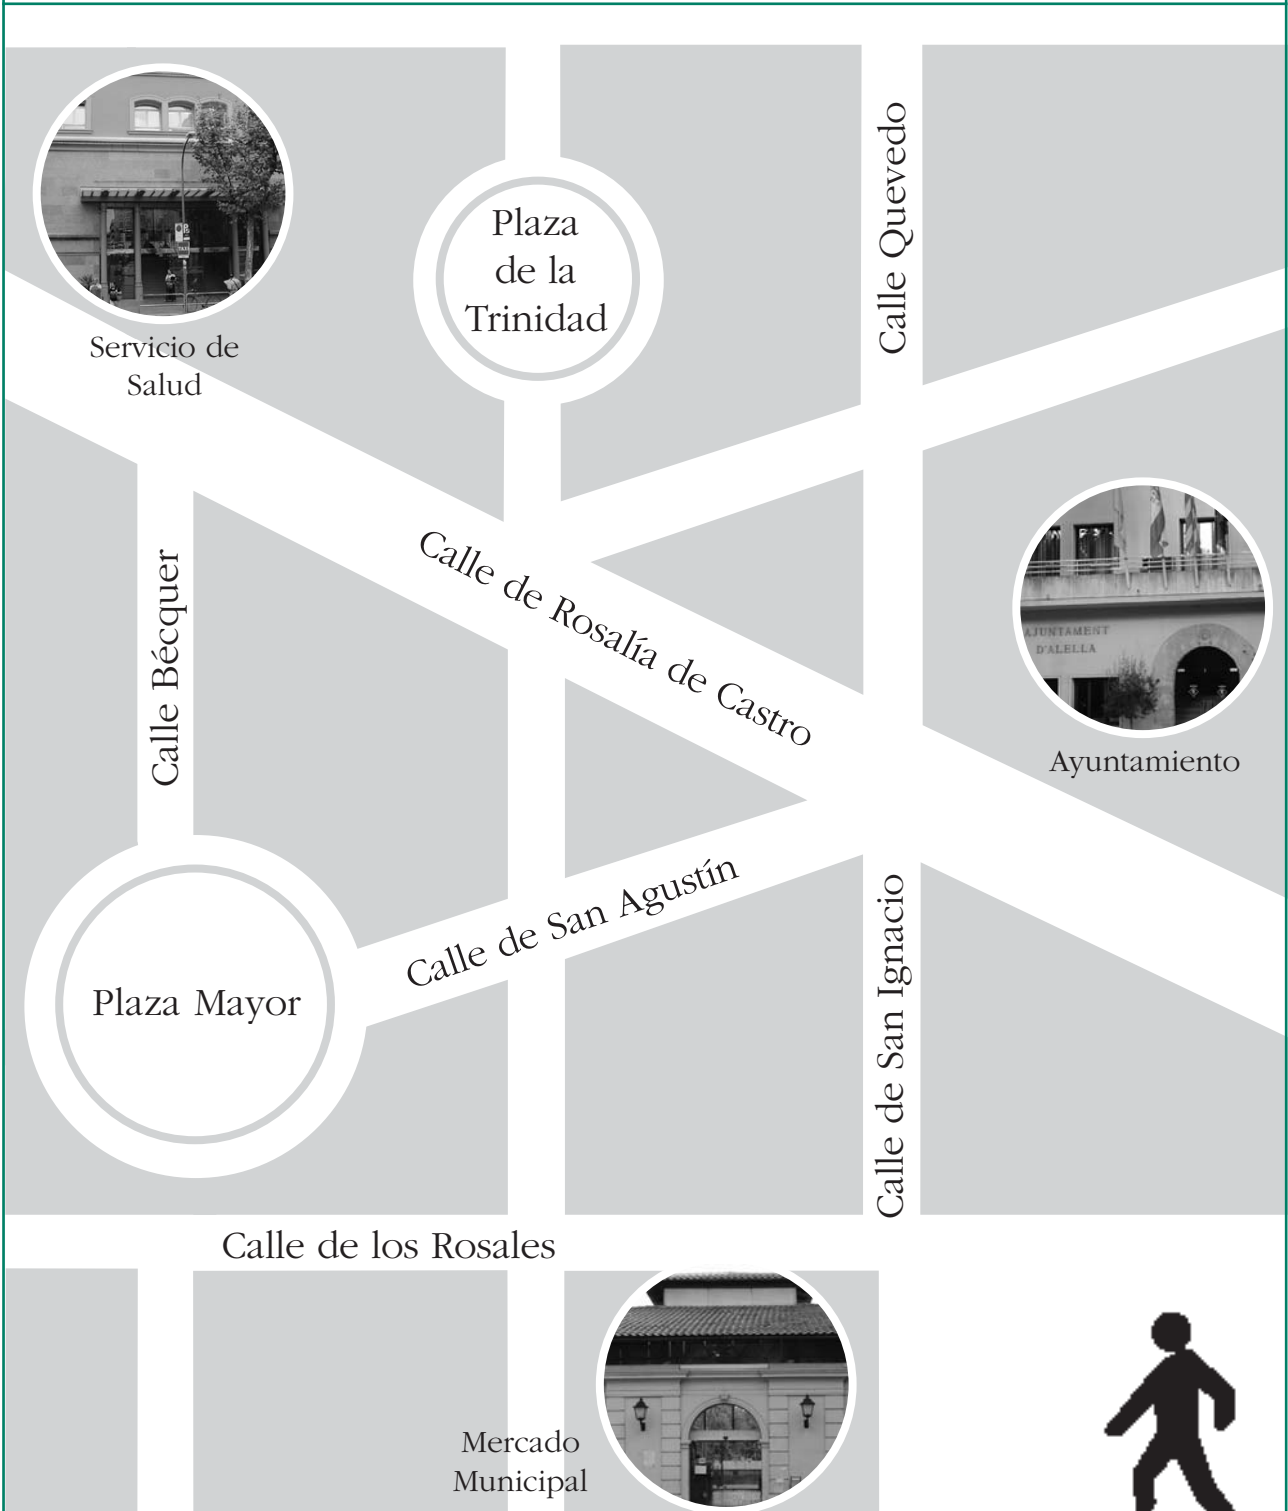 Calle Quevedo
Plaza
de la
Trinidad
Servicio de
Salud
Calle de Rosalía de Castro
Calle Bécquer
AJUNTAMENT
D'ALELLA
Ayuntamiento
Calle de San Agustín
Calle de San Ignacio
Plaza Mayor
Calle de los Rosales
Mercado
Municipal